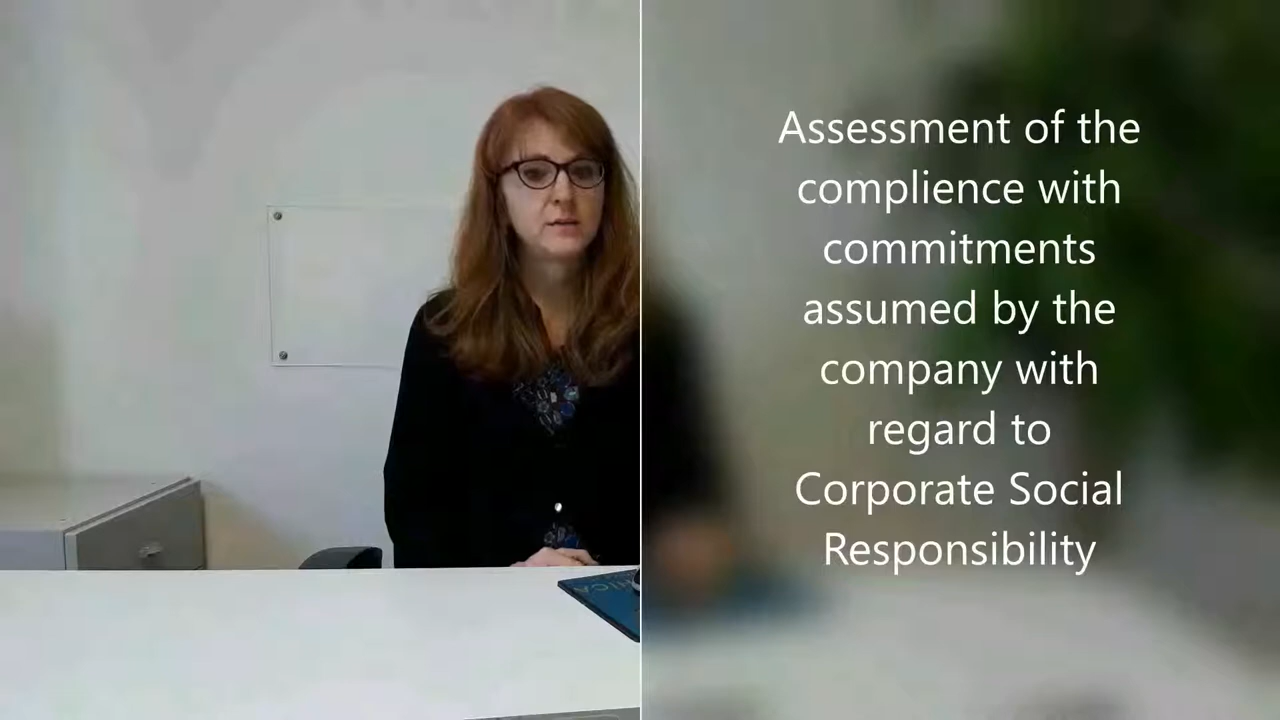 Assessment of the
complience with
commitments
assumed by the
company with
regard to
Corporate Social
Responsibility